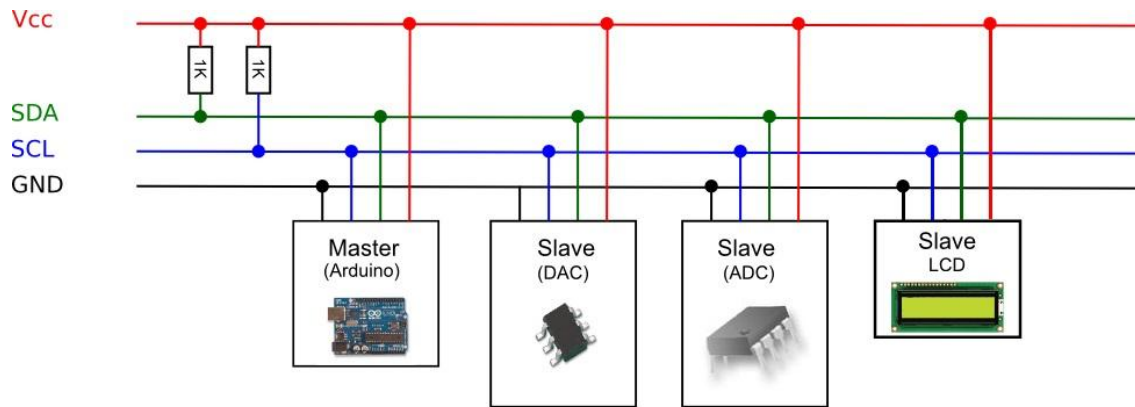 Vcc
1K
1K
SDA
SCL
GND
Master
(Arduino)
Slave
(DAC)
Slave
(ADC)
Slave
LCD